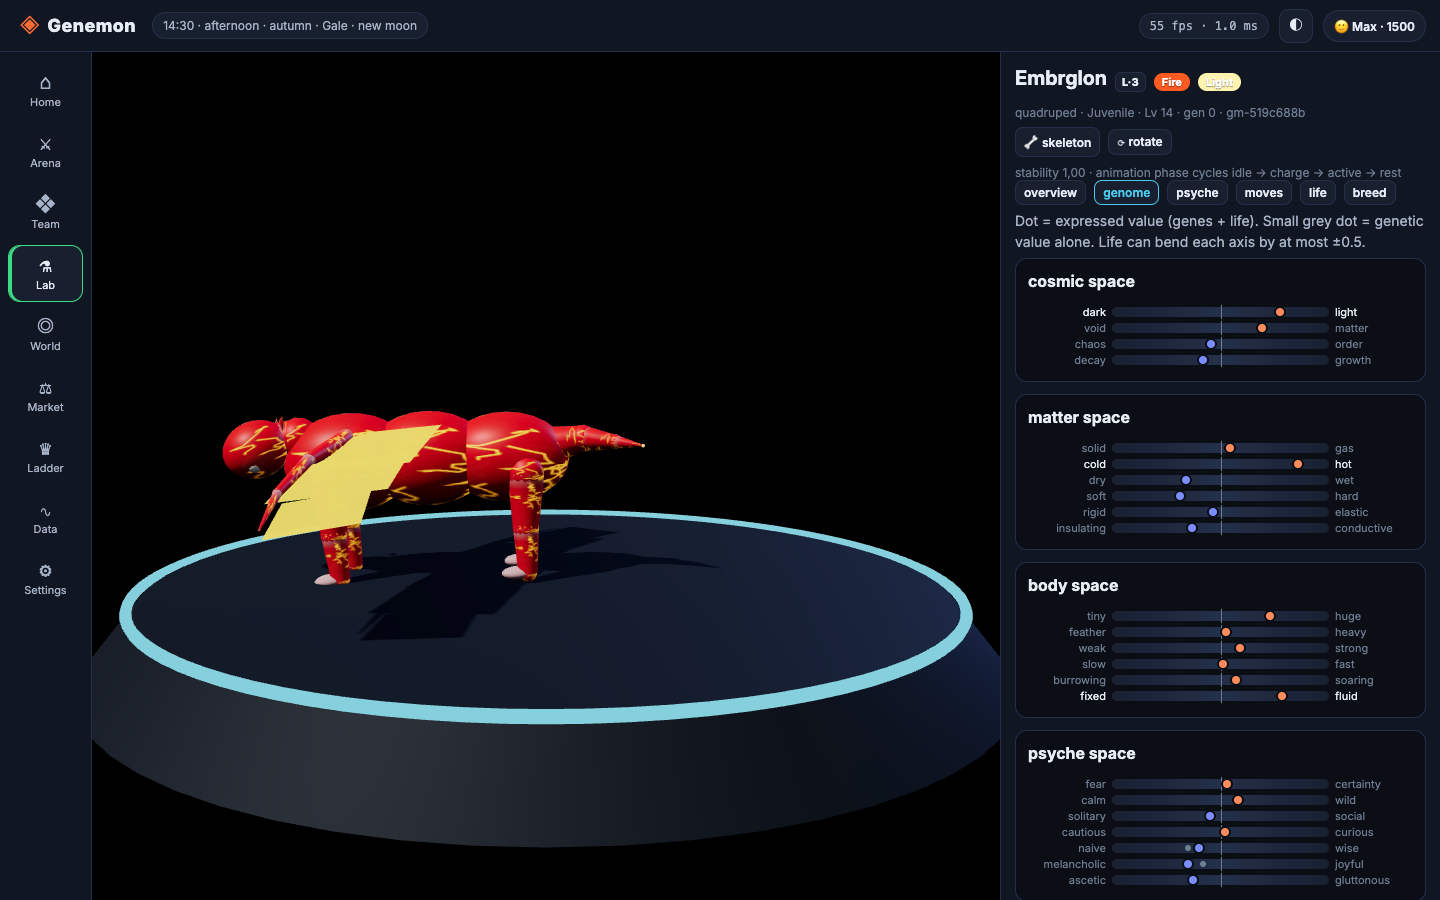 Genemon
14:30 · afternoon · autumn · Gale · new moon
55 fps · 1.0 ms
Max · 1500
Home
Arena
Team
Lab
World
Market
Ladder
Data
Settings
Embrglon L·3 Fire Light
quadruped · Juvenile · Lv 14 · gen 0 · gm-519c688b
skeleton
rotate
stability 1,00 · animation phase cycles idle → charge → active → rest
overview genome psyche moves life breed
Dot = expressed value (genes + life). Small grey dot = genetic
value alone. Life can bend each axis by at most ±0.5.
cosmic space
dark light
void matter
chaos order
decay growth
matter space
solid gas
cold hot
dry wet
soft hard
rigid elastic
insulating conductive
body space
tiny huge
feather heavy
weak strong
slow fast
burrowing soaring
fixed fluid
psyche space
fear certainty
calm wild
solitary social
cautious curious
naive wise
melancholic joyful
ascetic gluttonous